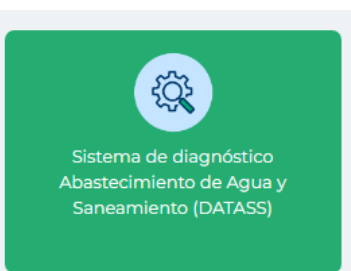 Sistema de diagnóstico
Abastecimiento de Agua y
Saneamiento (DATASS)